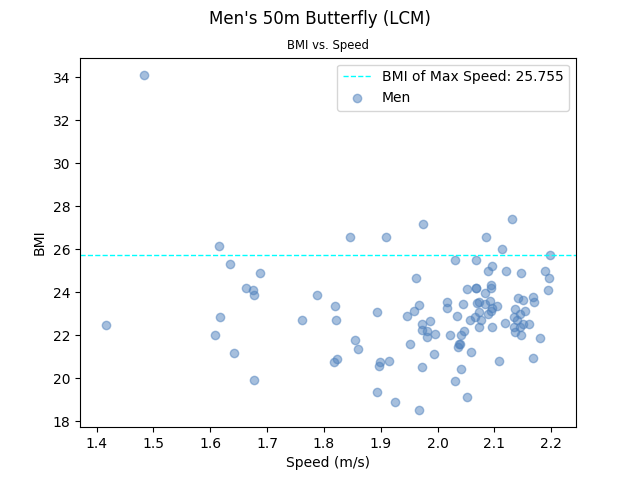 Men's 50m Butterfly (LCM)
BMI vs. Speed
BMI of Max Speed: 25.755
Men
34
32
30
28
26
24
22
20
18
BMI
1.4 1.5 1.6 1.7 1.8 1.9 2.0 2.1 2.2
Speed (m/s)